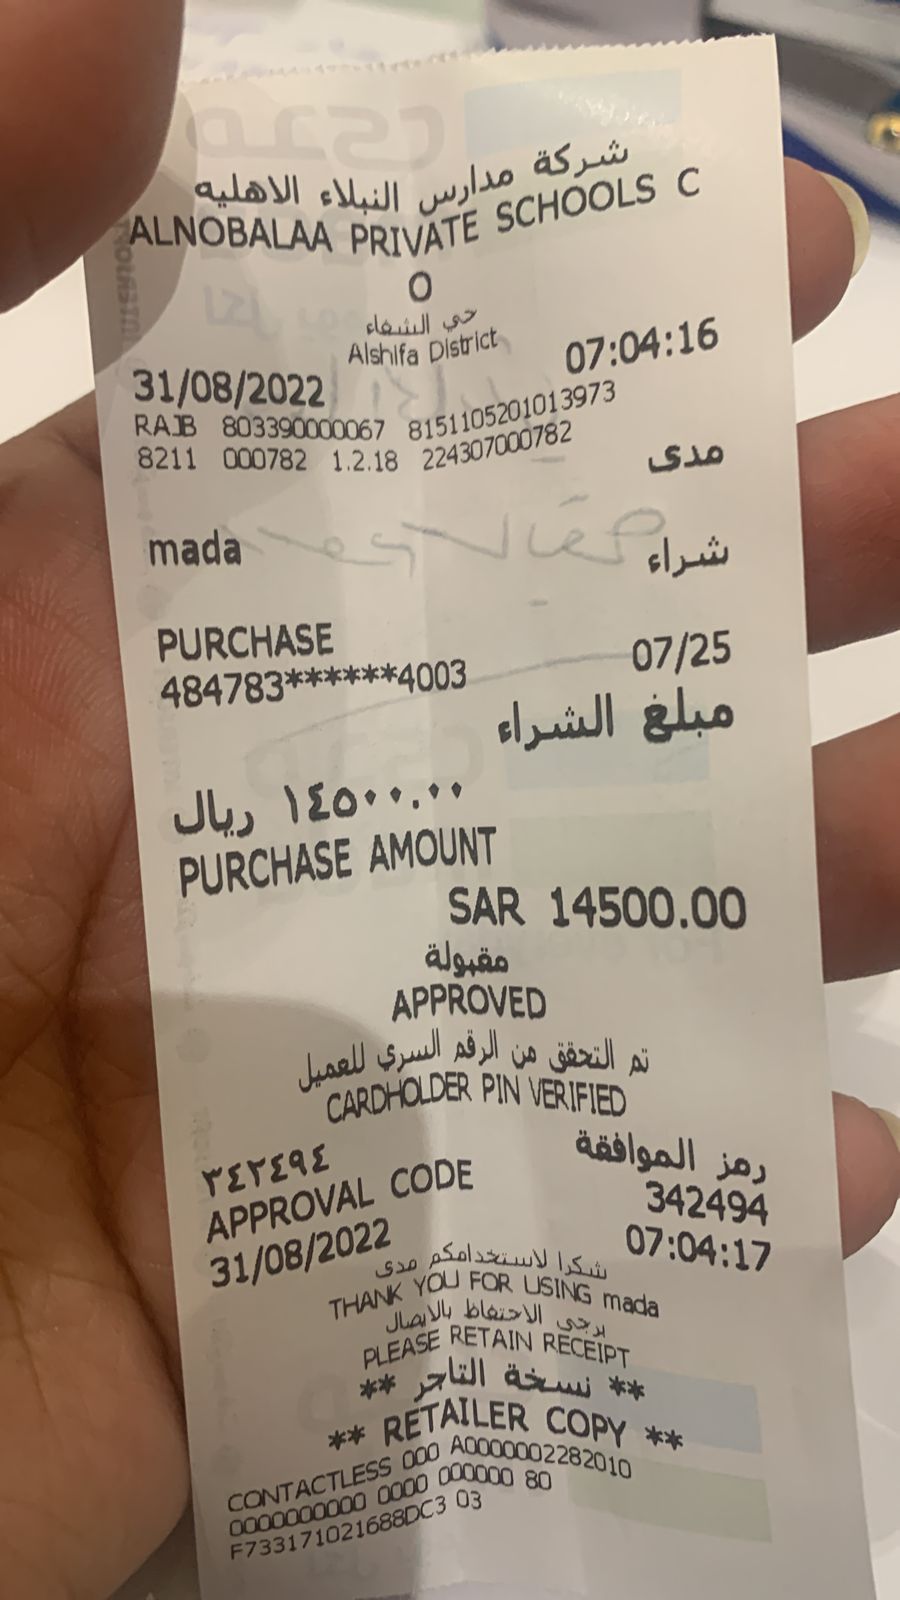 شركة مدارس النبلاء الاهليه
ALNOBALAA PRIVATE SCHOOLS C
O
حي الشفاء
Alshifa District
31/08/2022 07:04:16
RAJB 803390000067 8151105201013973
8211 000782 1.2.18 224307000782
مدى
mada
شراء
PURCHASE
484783******4003 07/25
مبلغ الشراء
١٤٥٠٠.٠٠ ريال
PURCHASE AMOUNT
SAR 14500.00
مقبولة
APPROVED
تم التحقق من الرقم السري للعميل
CARDHOLDER PIN VERIFIED
رمز الموافقة
٣٤٢٤٩٤
APPROVAL CODE 342494
31/08/2022 07:04:17
شكرا لاستخدامكم مدى
THANK YOU FOR USING mada
يرجى الاحتفاظ بالايصال
PLEASE RETAIN RECEIPT
** نسخة التاجر **
** RETAILER COPY **
CONTACTLESS 000 A0000002282010
0000000000 0000 000000 80
F733171021688DC3 03